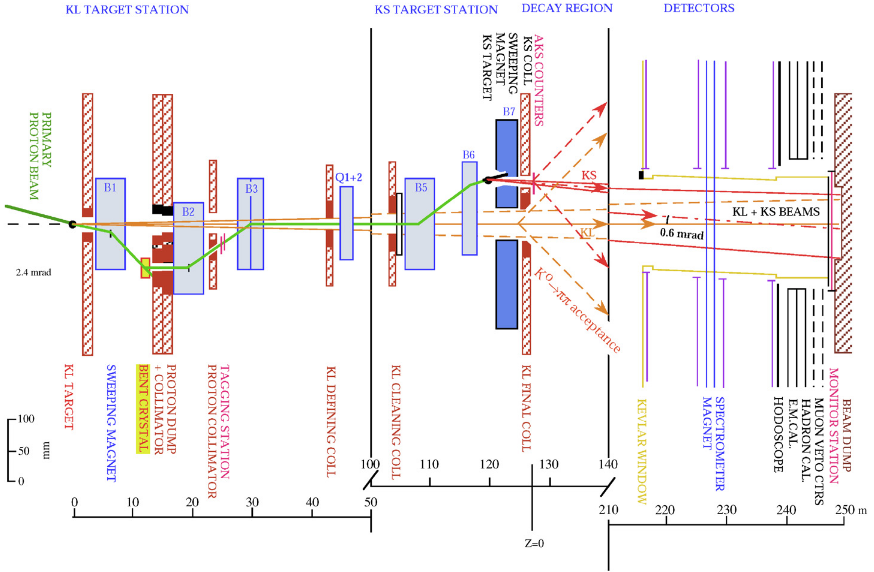 KL TARGET STATION
KS TARGET STATION
DECAY REGION
DETECTORS
PRIMARY
PROTON BEAM
KS TARGET
MAGNET
SWEEPING
KS COLL
AKS COUNTERS
B1
B2
B3
Q1+2
B5
B6
B7
KS
KL
KL + KS BEAMS
0.6 mrad
2.4 mrad
K⁰→ππ acceptance
KL TARGET
SWEEPING MAGNET
BENT CRYSTAL
+ COLLIMATOR
PROTON DUMP
PROTON COLLIMATOR
TAGGING STATION
KL DEFINING COLL
KL CLEANING COLL
KL FINAL COLL
KEVLAR WINDOW
MAGNET
SPECTROMETER
HODOSCOPE
E.M.CAL.
HADRON CAL.
MUON VETO CTRS
MONITOR STATION
BEAM DUMP
100
50
0
mm
100 110 120 130 140
0 10 20 30 40 50
Z=0
210 220 230 240 250 m